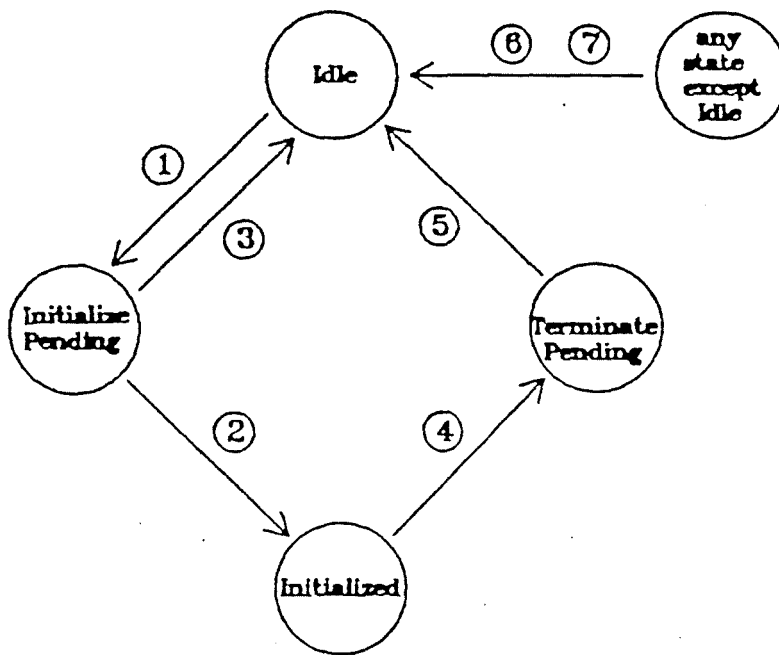 Idle
6 7
any
state
except
Idle
1
3
5
Initialize
Pending
Terminate
Pending
2
4
Initialized